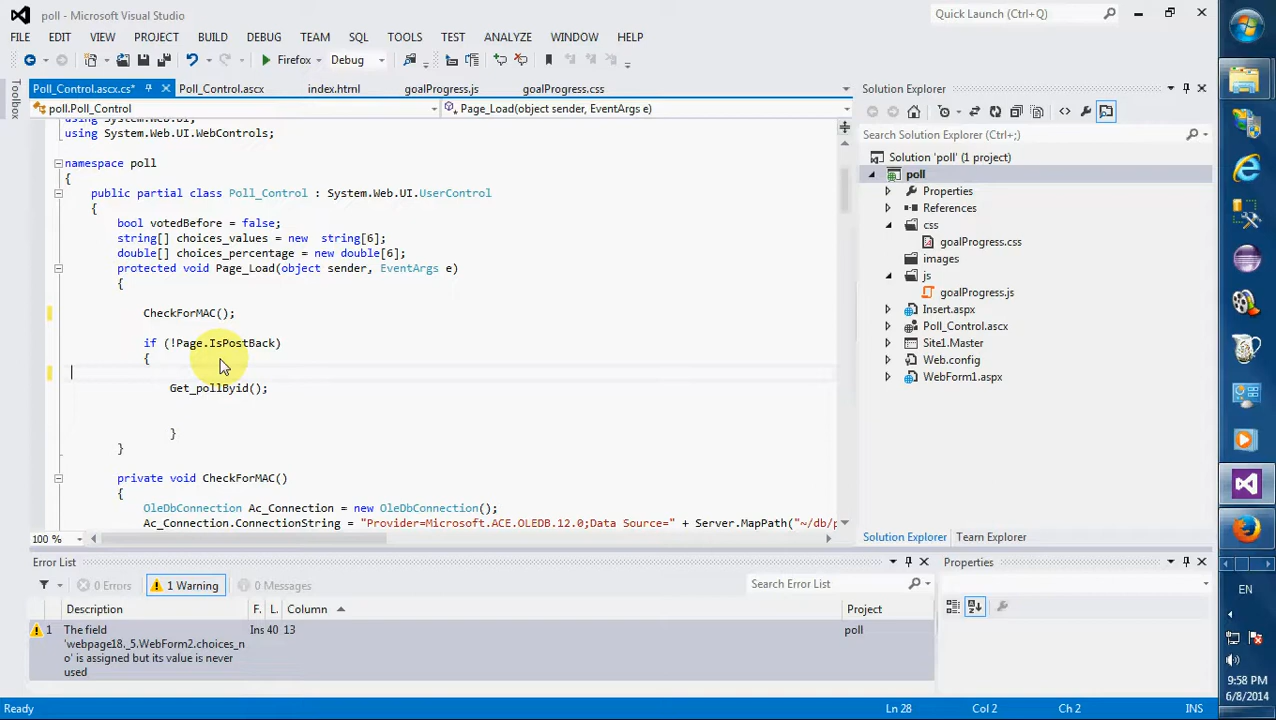 poll - Microsoft Visual Studio
Quick Launch (Ctrl+;)
FILE EDIT VIEW PROJECT BUILD DEBUG TEAM SQL TOOLS TEST ANALYZE WINDOW HELP
Firefox Debug
Toolbox
Poll_Control.ascx.cs* Poll_Control.ascx index.html goalProgress.js goalProgress.css
poll.Poll_Control Page_Load(object sender, EventArgs e)
using System.Web.UI;
using System.Web.UI.WebControls;
namespace poll
{
public partial class Poll_Control : System.Web.UI.UserControl
{
bool votedBefore = false;
string[] choices_values = new string[6];
double[] choices_percentage = new double[6];
protected void Page_Load(object sender, EventArgs e)
{
CheckForMAC();
if (!Page.IsPostBack)
{
Get_pollByid();
}
}
private void CheckForMAC()
{
OleDbConnection Ac_Connection = new OleDbConnection();
Ac_Connection.ConnectionString = "Provider=Microsoft.ACE.OLEDB.12.0;Data Source=" + Server.MapPath("~/db/
100 %
Solution Explorer
Search Solution Explorer (Ctrl+;)
Solution 'poll' (1 project)
poll
Properties
References
css
goalProgress.css
images
js
goalProgress.js
Insert.aspx
Poll_Control.ascx
Site1.Master
Web.config
WebForm1.aspx
Solution Explorer Team Explorer
Error List
0 Errors 1 Warning 0 Messages
Search Error List
Description F. L. Column Project
1 The field Ins 40 13 poll
'webpage18._5.WebForm2.choices_n
o' is assigned but its value is never
used
Properties
Ready Ln 28 Col 2 Ch 2 INS
EN
9:58 PM
6/8/2014